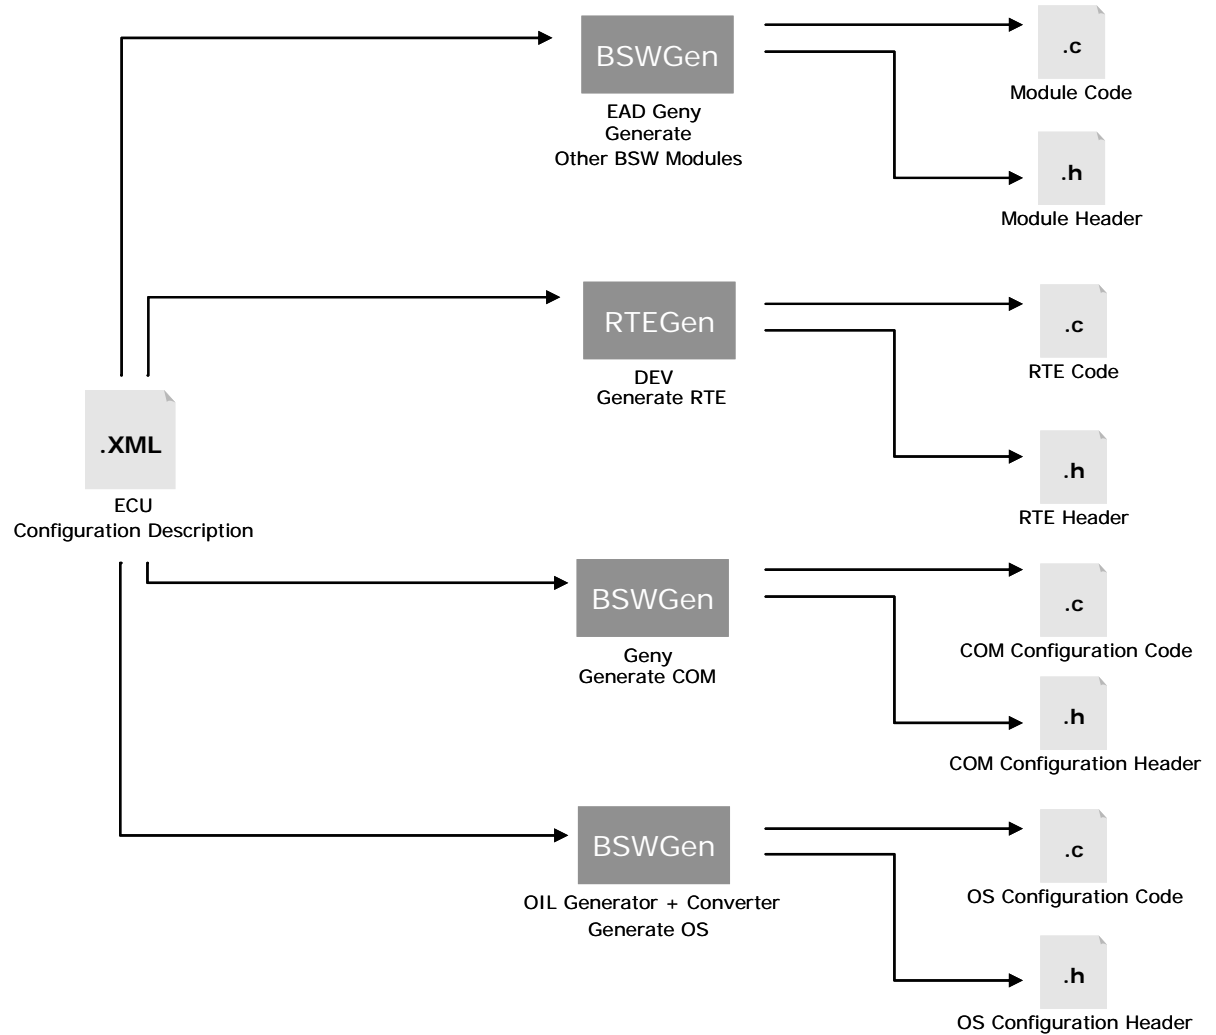 BSWGen
EAD Geny
Generate
Other BSW Modules
.c
Module Code
.h
Module Header
RTEGen
DEV
Generate RTE
.c
RTE Code
.h
RTE Header
.XML
ECU
Configuration Description
BSWGen
Geny
Generate COM
.c
COM Configuration Code
.h
COM Configuration Header
BSWGen
OIL Generator + Converter
Generate OS
.c
OS Configuration Code
.h
OS Configuration Header